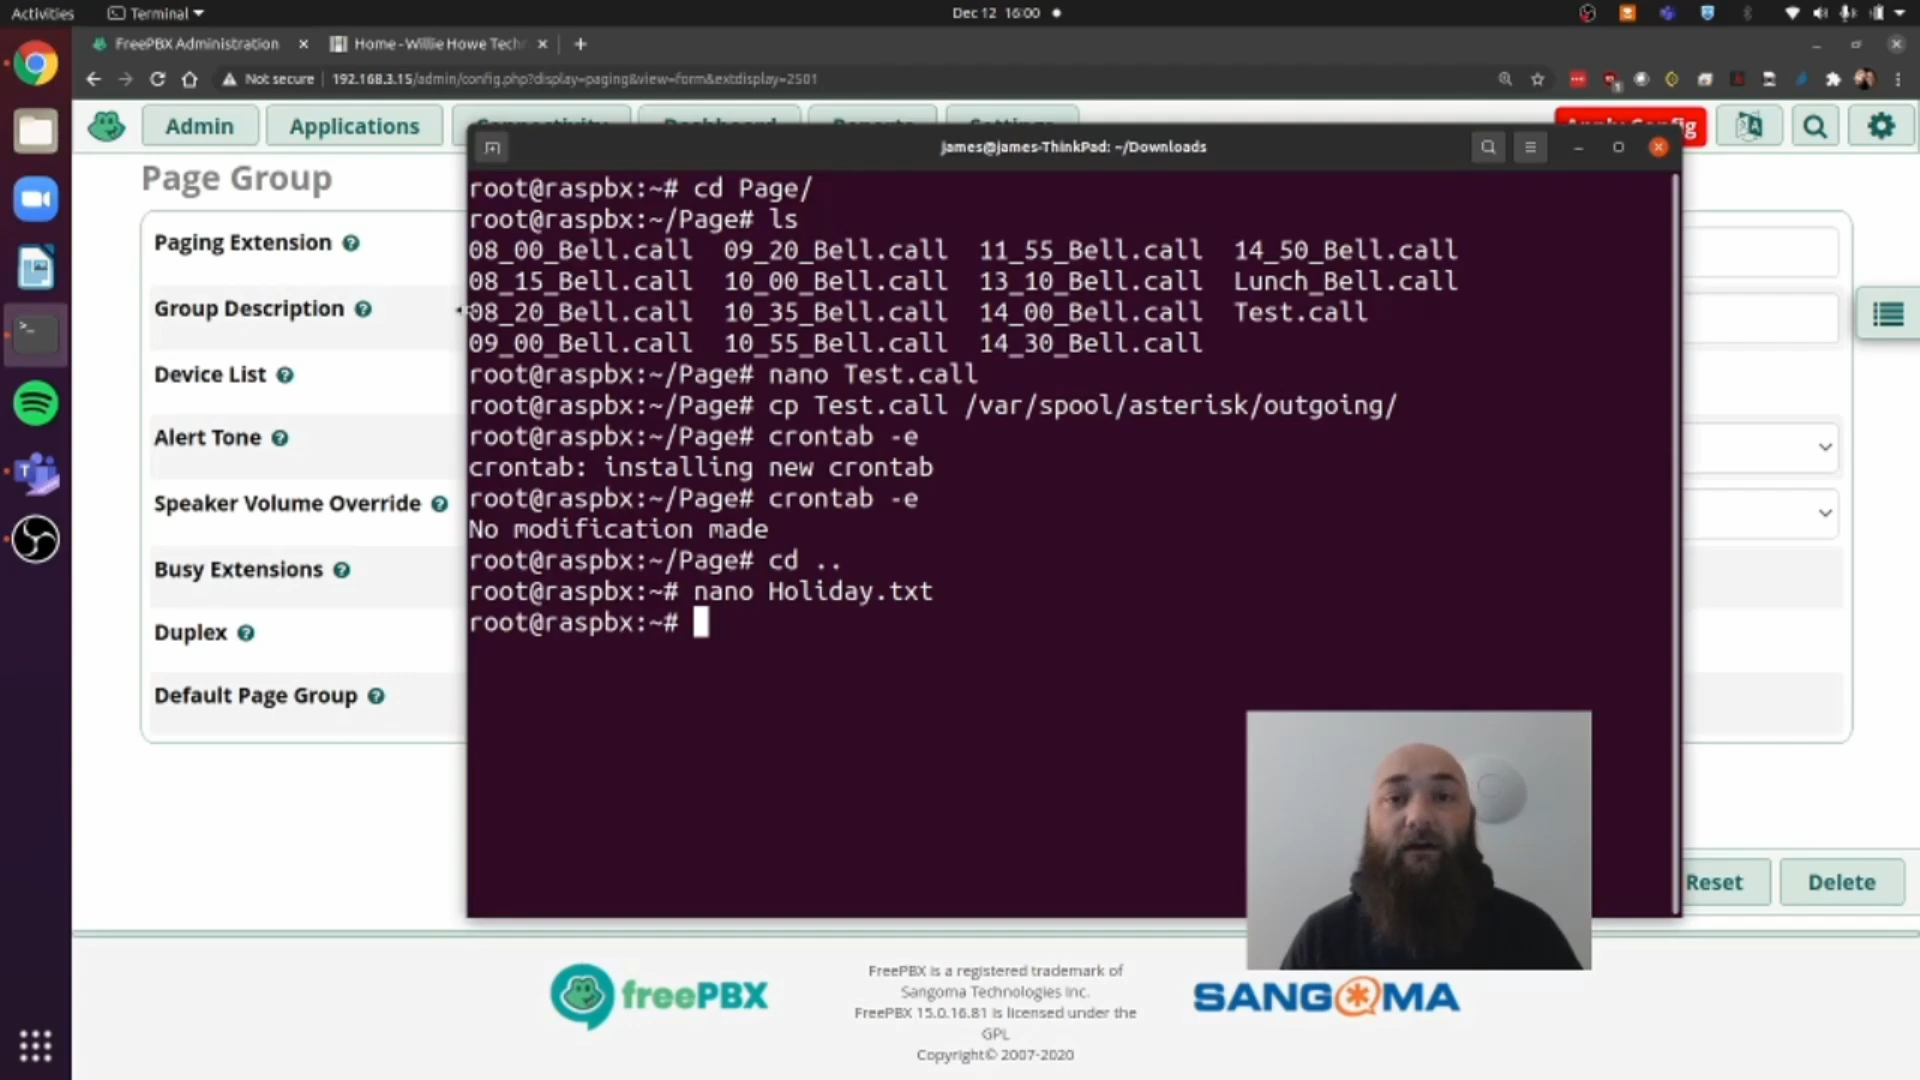 Activities
Terminal
Dec 12 16:00
FreePBX Administration
Home - Willie Howe Tech
Not secure
192.168.3.15/admin/config.php?display=paging&view=form&extdisplay=2501
Admin
Applications
Connectivity
Dashboard
Reports
Settings
Apply Config
Page Group
james@james-ThinkPad: ~/Downloads
Paging Extension
Group Description
Device List
Alert Tone
Speaker Volume Override
Busy Extensions
Duplex
Default Page Group
root@raspbx:~# cd Page/
root@raspbx:~/Page# ls
08_00_Bell.call 09_20_Bell.call 11_55_Bell.call 14_50_Bell.call
08_15_Bell.call 10_00_Bell.call 13_10_Bell.call Lunch_Bell.call
08_20_Bell.call 10_35_Bell.call 14_00_Bell.call Test.call
09_00_Bell.call 10_55_Bell.call 14_30_Bell.call
root@raspbx:~/Page# nano Test.call
root@raspbx:~/Page# cp Test.call /var/spool/asterisk/outgoing/
root@raspbx:~/Page# crontab -e
crontab: installing new crontab
root@raspbx:~/Page# crontab -e
No modification made
root@raspbx:~/Page# cd ..
root@raspbx:~# nano Holiday.txt
root@raspbx:~#
Reset
Delete
freePBX
FreePBX is a registered trademark of
Sangoma Technologies Inc.
FreePBX 15.0.16.81 is licensed under the
GPL
Copyright© 2007-2020
SANGOMA